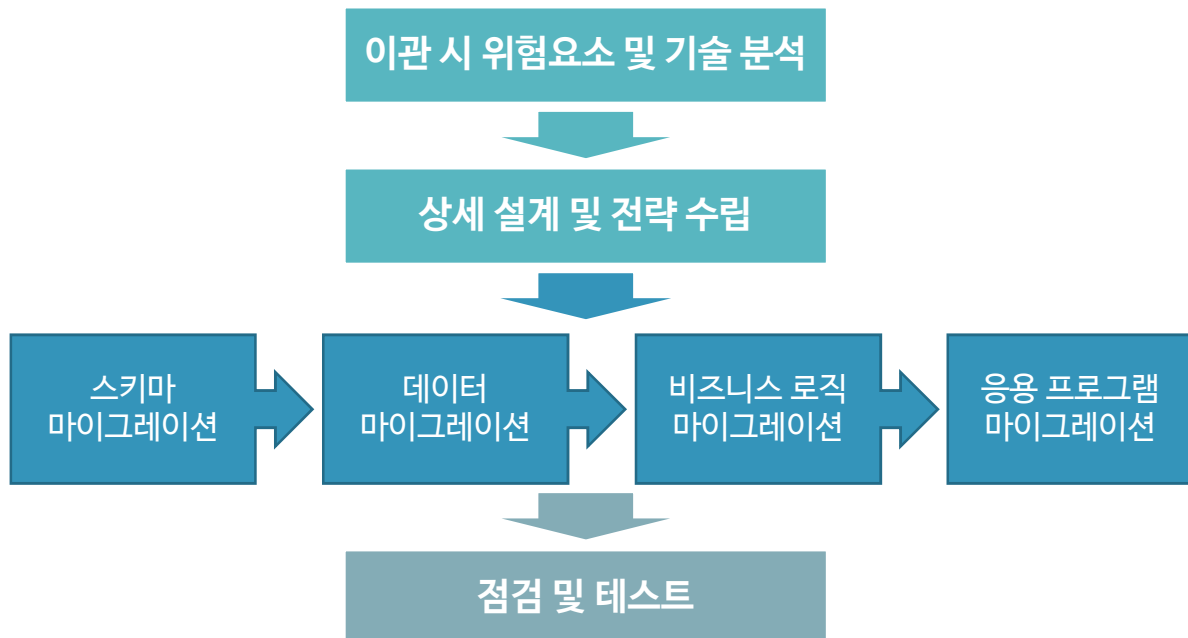 이관 시 위험요소 및 기술 분석
상세 설계 및 전략 수립
스키마
마이그레이션
데이터
마이그레이션
비즈니스 로직
마이그레이션
응용 프로그램
마이그레이션
점검 및 테스트